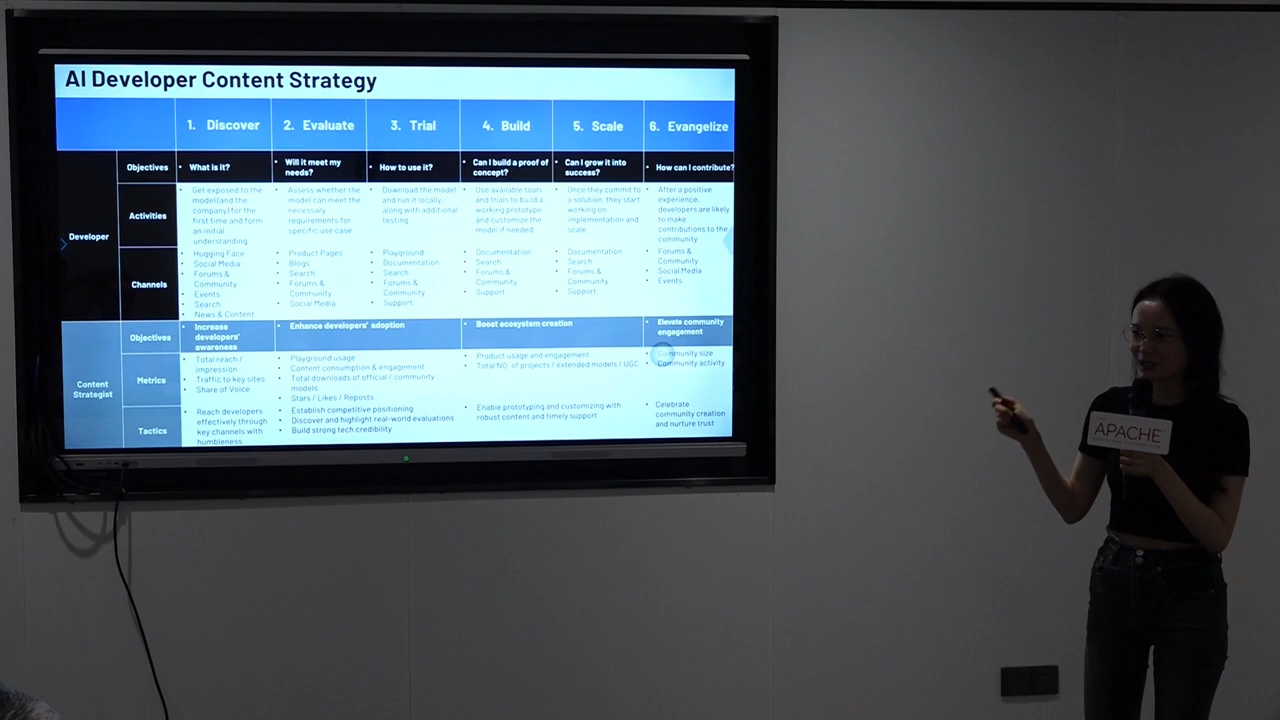 AI Developer Content Strategy
1. Discover
2. Evaluate
3. Trial
4. Build
5. Scale
6. Evangelize
Developer
Objectives
• What is it?
• Will it meet my
needs?
• How to use it?
• Can I build a proof of
concept?
• Can I grow it into
success?
• How can I contribute?
Activities
• Get exposed to the
model (and the
company) for the
first time and form
an initial
understanding
• Assess whether the
model can meet the
necessary
requirements for
specific use case
• Download the model
and run it locally
along with additional
testing
• Use available tools
and trials to build a
working prototype
and customize the
model if needed
• Once they commit to
a solution, they start
working on
implementation and
scale
• After a positive
experience,
developers are likely
to make
contributions to the
community
Channels
• Hugging Face
• Social Media
• Forums &
Community
• Events
• Search
• News & Content
• Product Pages
• Blogs
• Search
• Forums &
Community
• Social Media
• Playground
• Documentation
• Search
• Forums &
Community
• Support
• Documentation
• Search
• Forums &
Community
• Support
• Documentation
• Search
• Forums &
Community
• Support
• Forums &
Community
• Social Media
• Events
Content
Strategist
Objectives
• Increase
developers'
awareness
• Enhance developers' adoption
• Boost ecosystem creation
• Elevate community
engagement
Metrics
• Total reach /
impression
• Traffic to key sites
• Share of Voice
• Playground usage
• Content consumption & engagement
• Total downloads of official / community
models
• Stars / Likes / Reposts
• Product usage and engagement
• Total NO. of projects / extended models / UGC
• Community size
• Community activity
Tactics
• Reach developers
effectively through
key channels with
humbleness
• Establish competitive positioning
• Discover and highlight real-world evaluations
• Build strong tech credibility
• Enable prototyping and customizing with
robust content and timely support
• Celebrate
community creation
and nurture trust
APACHE